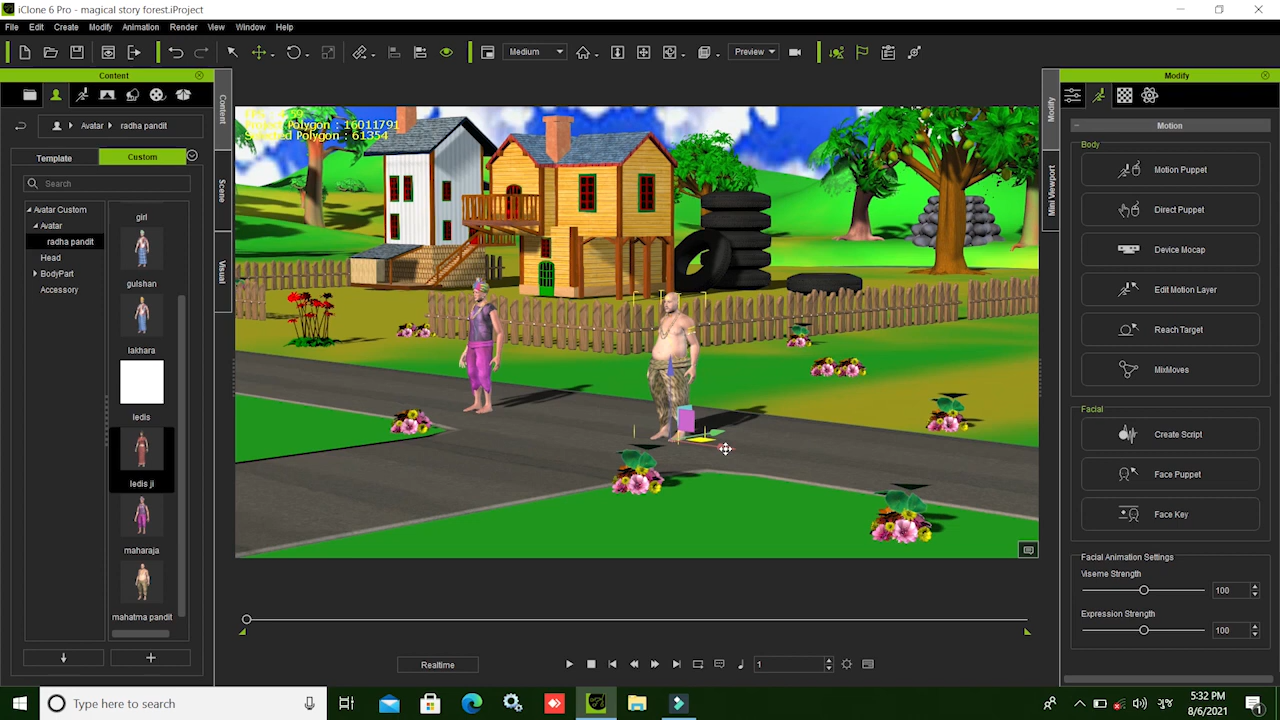 iClone 6 Pro - magical story forest.iProject
File Edit Create Modify Animation Render View Window Help
Medium
Preview
Content
Modify
Avatar
radha pandit
Template
Custom
Search
Avatar Custom
Avatar
radha pandit
Head
BodyPart
Accessory
girl
gulshan
lakhara
ledis
ledis ji
maharaja
mahatma pandit
Content
Scene
Visual
Project Polygon : 16011791
Selected Polygon : 61354
Modify
Mini Viewport
Motion
Body
Motion Puppet
Direct Puppet
Device Mocap
Edit Motion Layer
Reach Target
MixMoves
Facial
Create Script
Face Puppet
Face Key
Facial Animation Settings
Viseme Strength
100
Expression Strength
100
Realtime
1
Type here to search
5:32 PM
8/6/2021
1